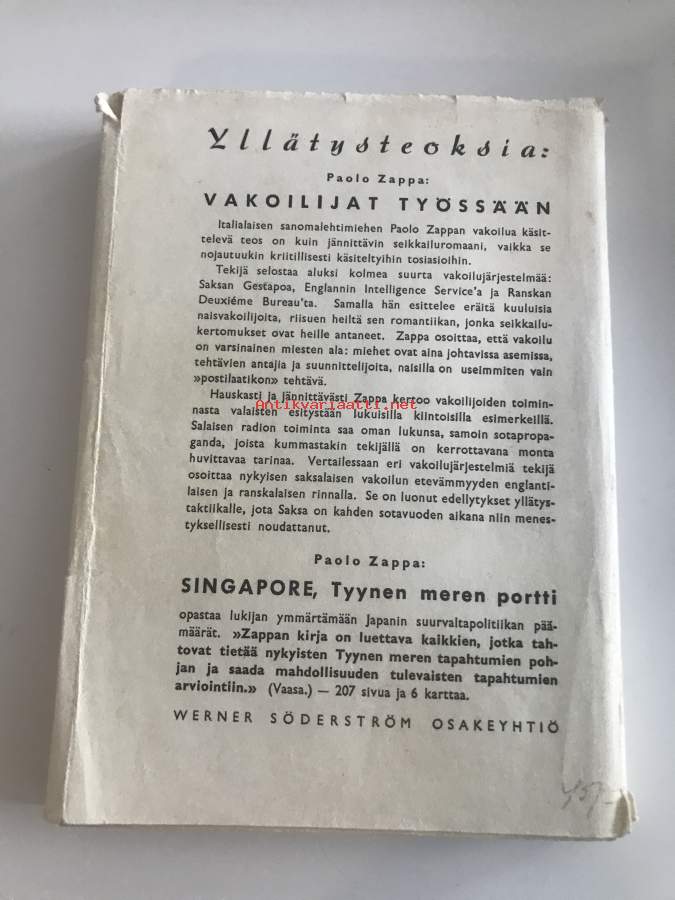 Yllätysteoksia:
Paolo Zappa:
VAKOILIJAT TYÖSSÄÄN
Italialaisen sanomalehtimiehen Paolo Zappan vakoilua käsit-
televä teos on kuin jännittävin seikkailuromaani, vaikka se
nojautuukin kriitillisesti käsiteltyihin tosiasioihin.
Tekijä selostaa aluksi kolmea suurta vakoilujärjestelmää:
Saksan Gestapoa, Englannin Intelligence Service'a ja Ranskan
Deuxiéme Bureau'ta. Samalla hän esittelee eräitä kuuluisia
naisvakoilijoita, riisuen heiltä sen romantiikan, jonka seikkailu-
kertomukset ovat heille antaneet. Zappa osoittaa, että vakoilu
on varsinainen miesten ala: miehet ovat aina johtavissa asemissa,
tehtävien antajia ja suunnittelijoita, naisilla on useimmiten vain
»postilaatikon» tehtävä.
Hauskasti ja jännittävästi Zappa kertoo vakoilijoiden toimin-
nasta valaisten esitystään lukuisilla kiintoisilla esimerkeillä.
Antikvariaatti.net
Salaisen radion toiminta saa oman lukunsa, samoin sotapropa-
ganda, joista kummastakin tekijällä on kerrottavana monta
huvittavaa tarinaa. Vertailessaan eri vakoilujärjestelmiä tekijä
osoittaa nykyisen saksalaisen vakoilun etevämmyyden englanti-
laisen ja ranskalaisen rinnalla. Se on luonut edellytykset yllätys-
taktiikalle, jota Saksa on kahden sotavuoden aikana niin menes-
tyksellisesti noudattanut.
Paolo Zappa:
SINGAPORE, Tyynen meren portti
opastaa lukijan ymmärtämään Japanin suurvaltapolitiikan pää-
määrät. »Zappan kirja on luettava kaikkien, jotka tah-
tovat tietää nykyisten Tyynen meren tapahtumien poh-
jan ja saada mahdollisuuden tulevaisten tapahtumien
arviointiin.» (Vaasa.) — 207 sivua ja 6 karttaa.
WERNER SÖDERSTRÖM OSAKEYHTIÖ